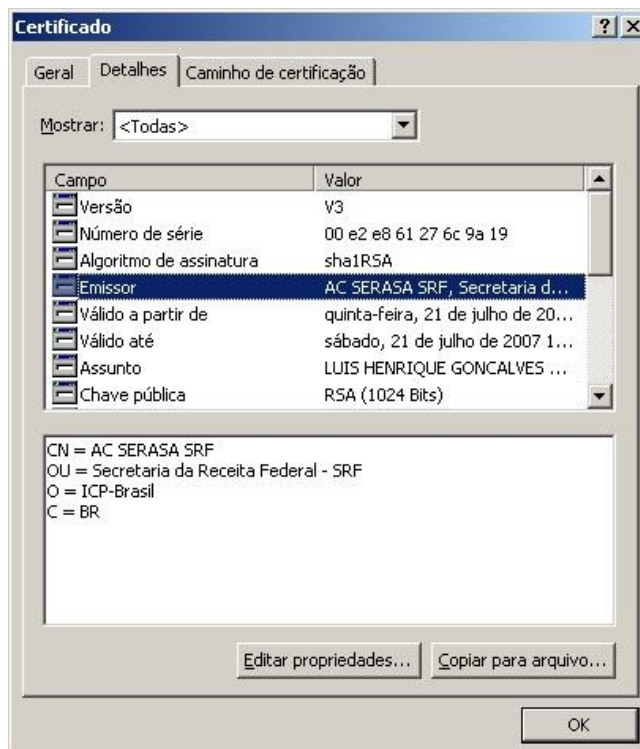 Certificado
Geral Detalhes Caminho de certificação
Mostrar: <Todas>
Campo Valor
Versão V3
Número de série 00 e2 e8 61 27 6c 9a 19
Algoritmo de assinatura sha1RSA
Emissor AC SERASA SRF, Secretaria d...
Válido a partir de quinta-feira, 21 de julho de 20...
Válido até sábado, 21 de julho de 2007 1...
Assunto LUIS HENRIQUE GONCALVES ...
Chave pública RSA (1024 Bits)
CN = AC SERASA SRF
OU = Secretaria da Receita Federal - SRF
O = ICP-Brasil
C = BR
Editar propriedades... Copiar para arquivo...
OK